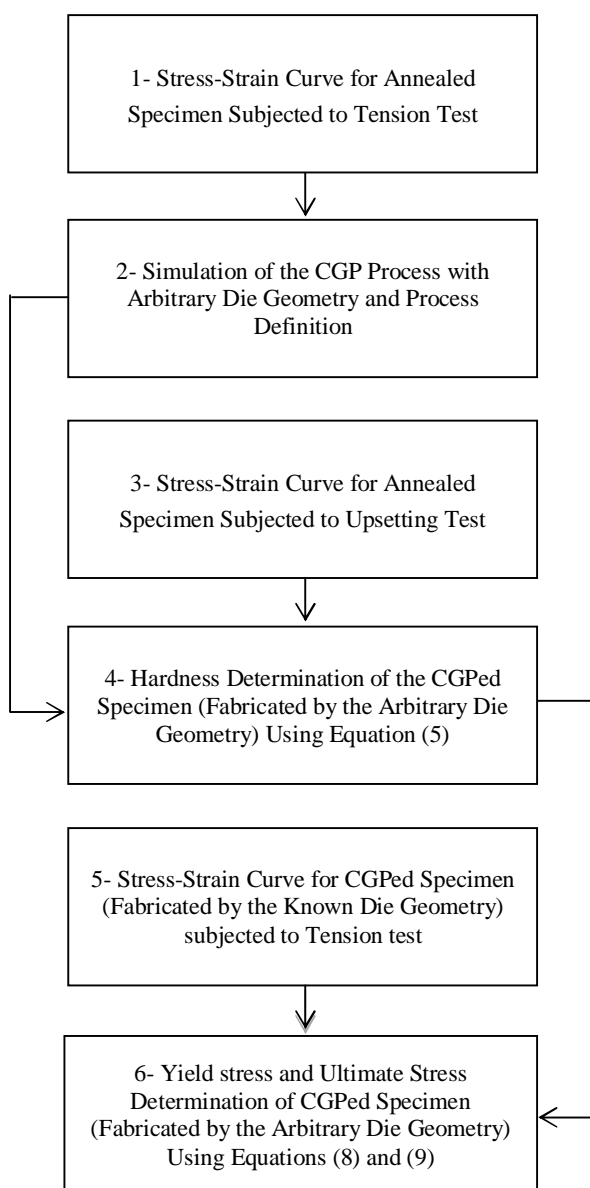 1- Stress-Strain Curve for Annealed
Specimen Subjected to Tension Test
2- Simulation of the CGP Process with
Arbitrary Die Geometry and Process
Definition
3- Stress-Strain Curve for Annealed
Specimen Subjected to Upsetting Test
4- Hardness Determination of the CGPed
Specimen (Fabricated by the Arbitrary Die
Geometry) Using Equation (5)
5- Stress-Strain Curve for CGPed Specimen
(Fabricated by the Known Die Geometry)
subjected to Tension test
6- Yield stress and Ultimate Stress
Determination of CGPed Specimen
(Fabricated by the Arbitrary Die Geometry)
Using Equations (8) and (9)